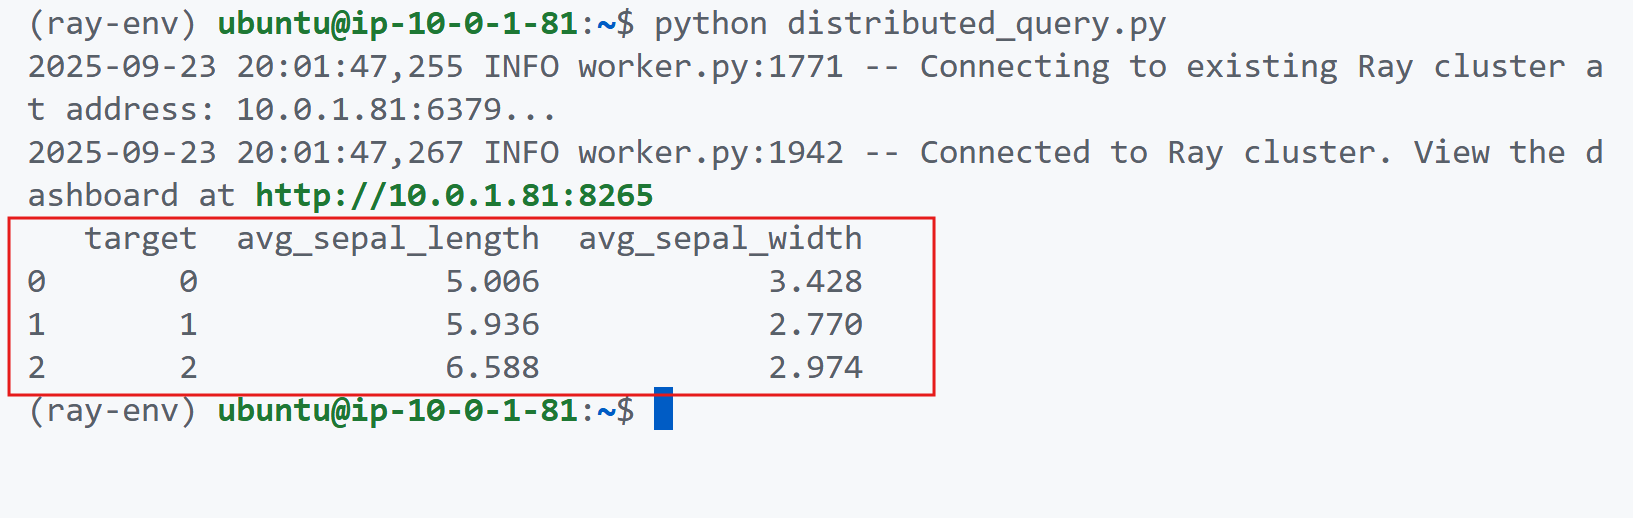 (ray-env) ubuntu@ip-10-0-1-81:~$ python distributed_query.py
2025-09-23 20:01:47,255 INFO worker.py:1771 -- Connecting to existing Ray cluster a
t address: 10.0.1.81:6379...
2025-09-23 20:01:47,267 INFO worker.py:1942 -- Connected to Ray cluster. View the d
ashboard at http://10.0.1.81:8265
   target  avg_sepal_length  avg_sepal_width
0       0             5.006            3.428
1       1             5.936            2.770
2       2             6.588            2.974
(ray-env) ubuntu@ip-10-0-1-81:~$